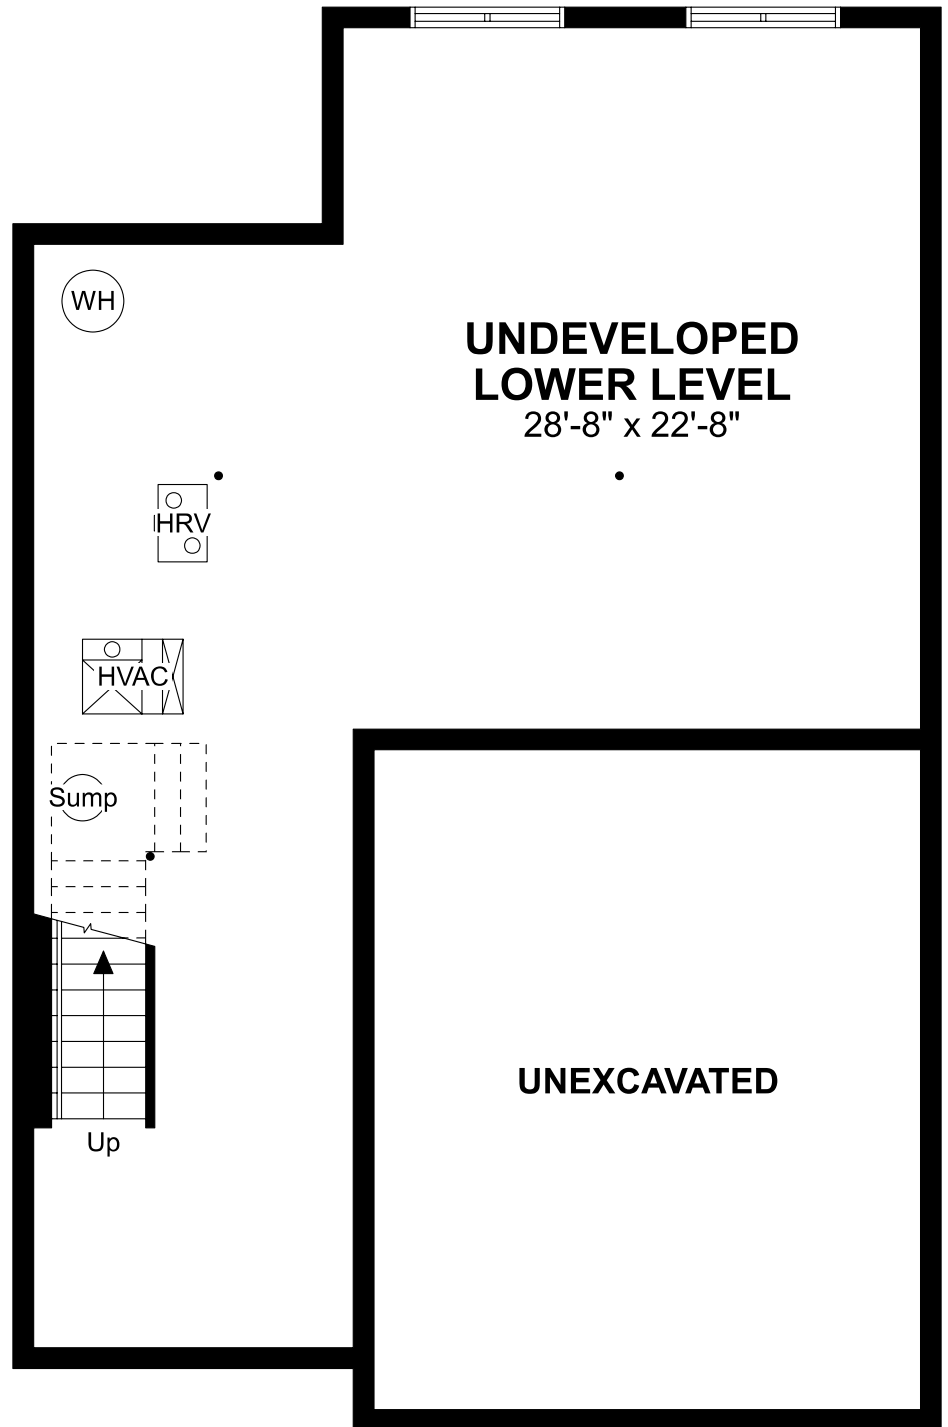 WH
UNDEVELOPED
LOWER LEVEL
28'-8" x 22'-8"
HRV
HVAC
Sump
UNEXCAVATED
Up